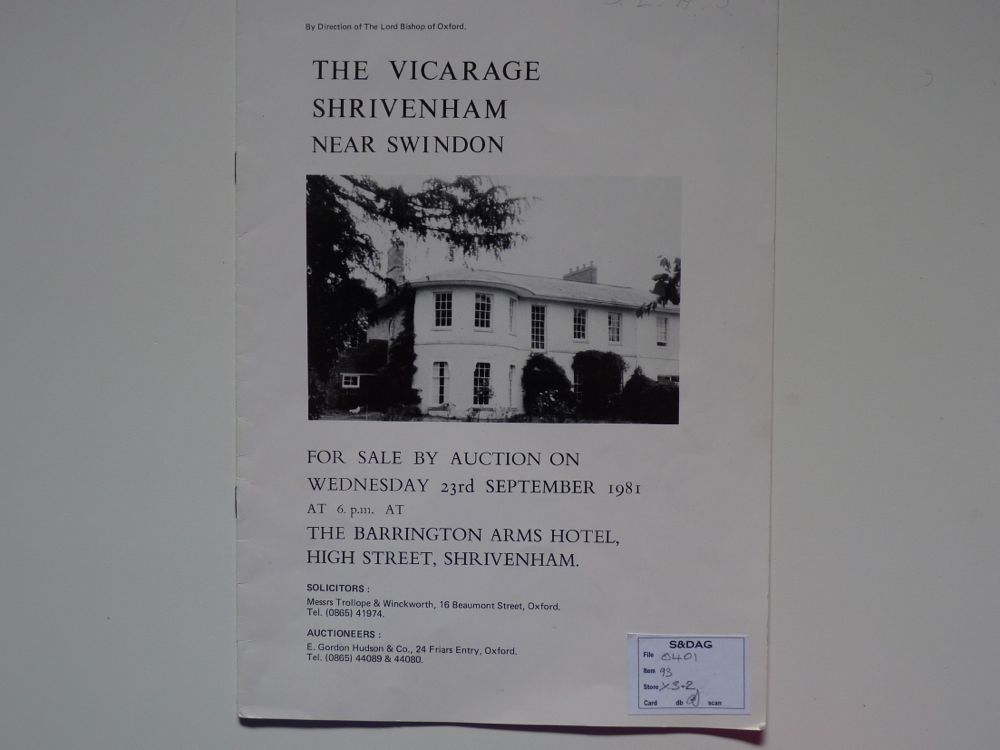 By Direction of The Lord Bishop of Oxford.
THE VICARAGE
SHRIVENHAM
NEAR SWINDON
FOR SALE BY AUCTION ON
WEDNESDAY 23rd SEPTEMBER 1981
AT 6. p.m. AT
THE BARRINGTON ARMS HOTEL,
HIGH STREET, SHRIVENHAM.
SOLICITORS :
Messrs Trollope & Winckworth, 16 Beaumont Street, Oxford.
Tel. (0865) 41974.
AUCTIONEERS :
E. Gordon Hudson & Co., 24 Friars Entry, Oxford.
Tel. (0865) 44089 & 44080.
S&DAG
File 0401
Item 93
Store
Card db scan